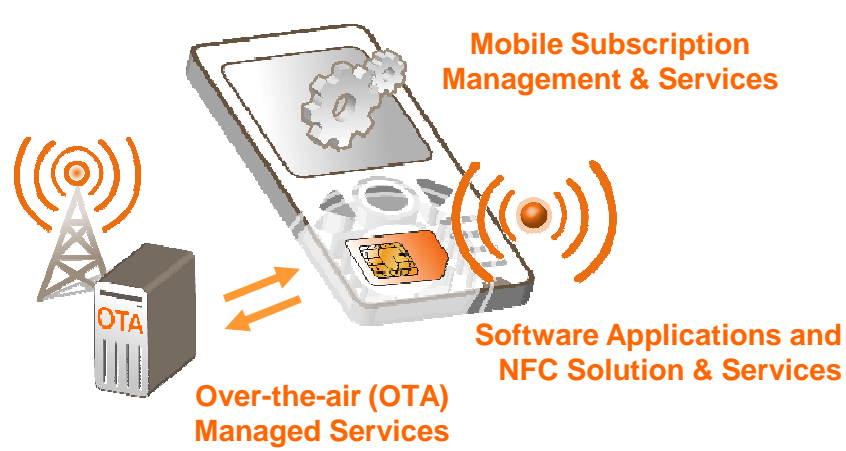 Mobile Subscription
Management & Services
OTA
Software Applications and
NFC Solution & Services
Over-the-air (OTA)
Managed Services